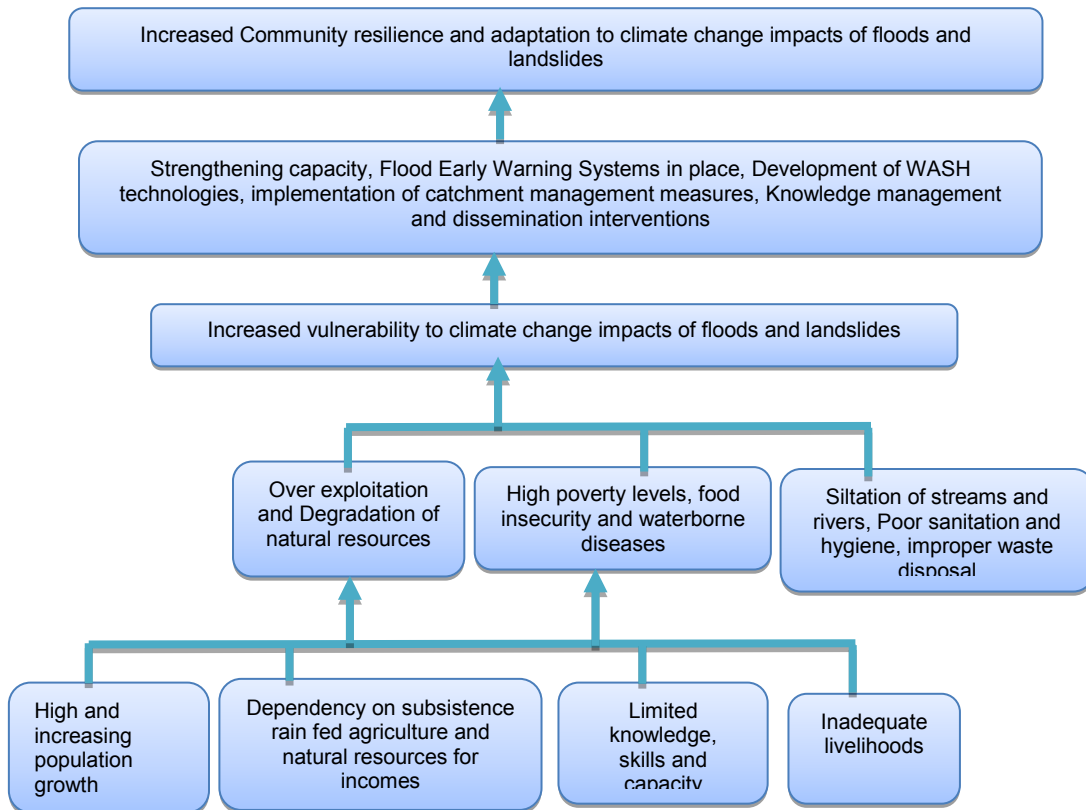 Increased Community resilience and adaptation to climate change impacts of floods and
landslides
Strengthening capacity, Flood Early Warning Systems in place, Development of WASH
technologies, implementation of catchment management measures, Knowledge management
and dissemination interventions
Increased vulnerability to climate change impacts of floods and landslides
Over exploitation
and Degradation of
natural resources
High poverty levels, food
insecurity and waterborne
diseases
Siltation of streams and
rivers, Poor sanitation and
hygiene, improper waste
disposal
High and
increasing
population
growth
Dependency on subsistence
rain fed agriculture and
natural resources for
incomes
Limited
knowledge,
skills and
capacity
Inadequate
livelihoods